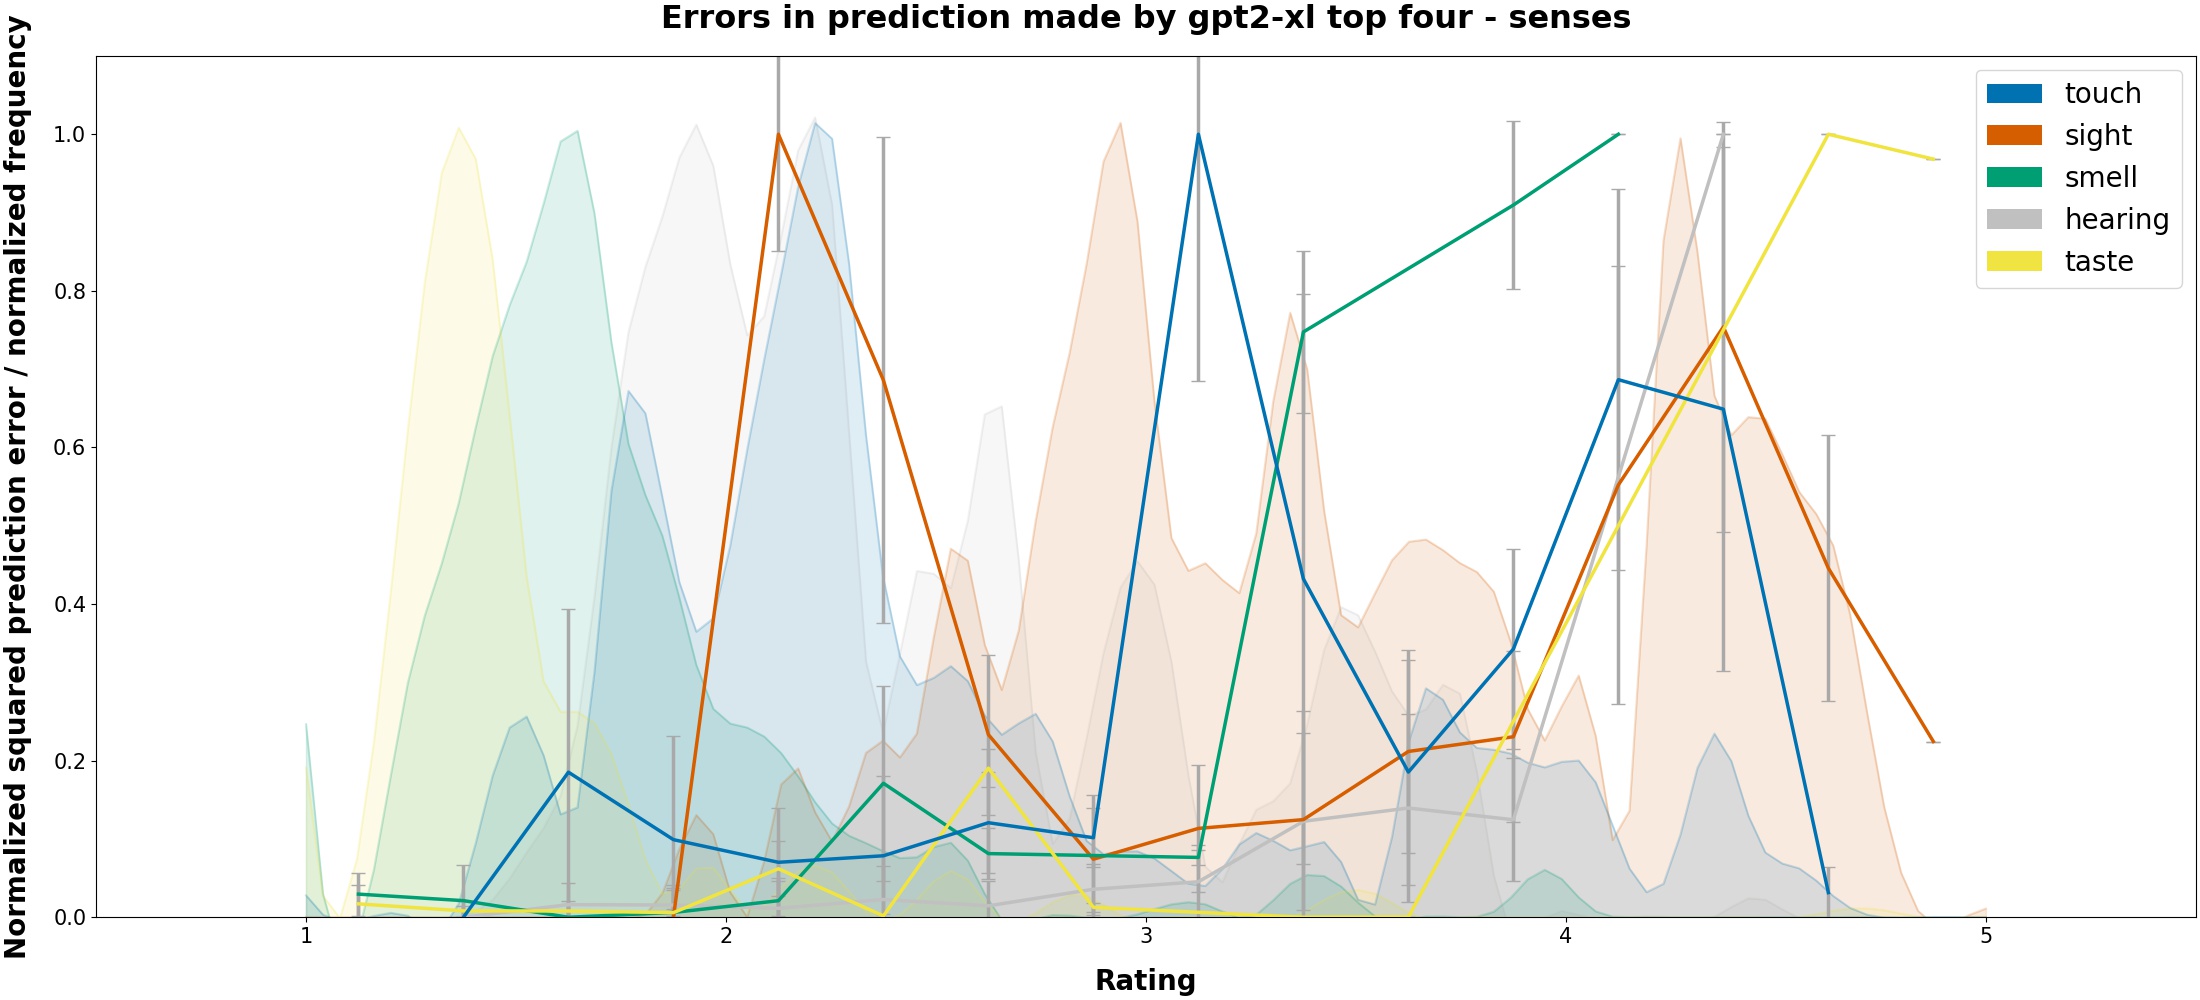 Errors in prediction made by gpt2-xl top four - senses
Normalized squared prediction error / normalized frequency
1.0
0.8
0.6
0.4
0.2
0.0
touch
sight
smell
hearing
taste
1 2 3 4 5
Rating